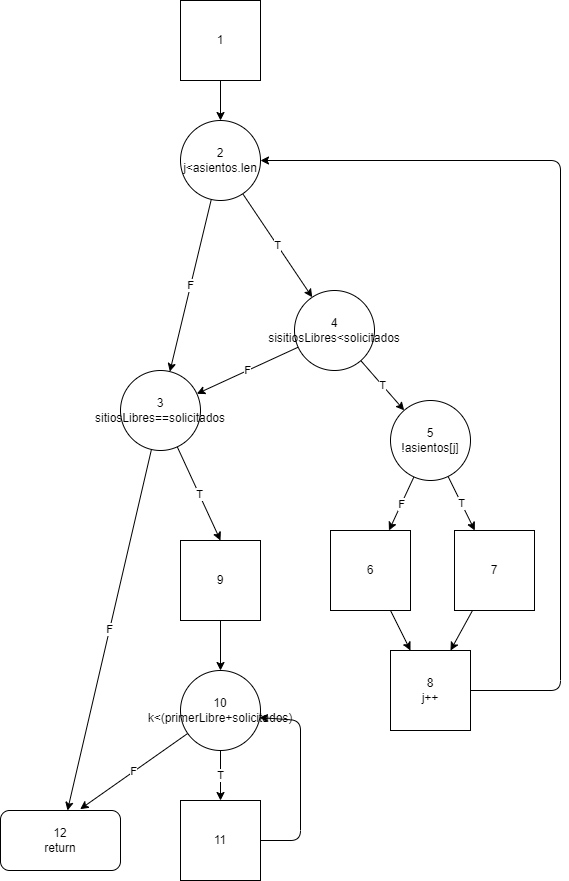 1
2
j<asientos.len
T
F
4
sisitiosLibres<solicitados
F
T
3
sitiosLibres==solicitados
5
!asientos[j]
T
F
T
9
6
7
F
8
j++
10
k<(primerLibre+solicitados)
F
T
12
return
11